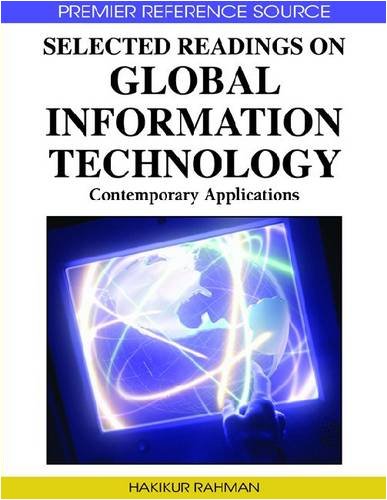 PREMIER REFERENCE SOURCE
SELECTED READINGS ON
GLOBAL
INFORMATION
TECHNOLOGY
Contemporary Applications
HAKIKUR RAHMAN